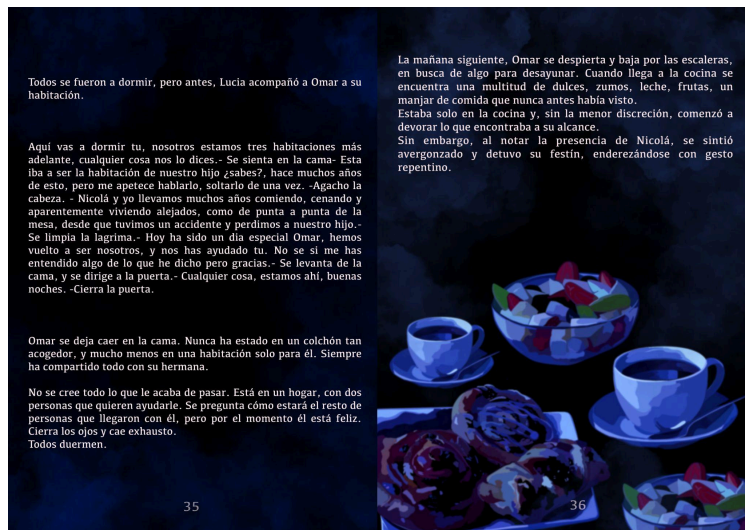 Todos se fueron a dormir, pero antes, Lucia acompañó a Omar a su
habitación.
Aquí vas a dormir tu, nosotros estamos tres habitaciones más
adelante, cualquier cosa nos lo dices.- Se sienta en la cama- Esta
iba a ser la habitación de nuestro hijo ¿sabes?, hace muchos años
de esto, pero me apetece hablarlo, soltarlo de una vez. -Agacho la
cabeza. - Nicolá y yo llevamos muchos años comiendo, cenando y
aparentemente viviendo alejados, como de punta a punta de la
mesa, desde que tuvimos un accidente y perdimos a nuestro hijo.-
Se limpia la lagrima.- Hoy ha sido un dia especial Omar, hemos
vuelto a ser nosotros, y nos has ayudado tu. No se si me has
entendido algo de lo que he dicho pero gracias.- Se levanta de la
cama, y se dirige a la puerta.- Cualquier cosa, estamos ahí, buenas
noches. -Cierra la puerta.
Omar se deja caer en la cama. Nunca ha estado en un colchón tan
acogedor, y mucho menos en una habitación solo para él. Siempre
ha compartido todo con su hermana.
No se cree todo lo que le acaba de pasar. Está en un hogar, con dos
personas que quieren ayudarle. Se pregunta cómo estará el resto de
personas que llegaron con él, pero por el momento él está feliz.
Cierra los ojos y cae exhausto.
Todos duermen.
35
La mañana siguiente, Omar se despierta y baja por las escaleras,
en busca de algo para desayunar. Cuando llega a la cocina se
encuentra una multitud de dulces, zumos, leche, frutas, un
manjar de comida que nunca antes había visto.
Estaba solo en la cocina y, sin la menor discreción, comenzó a
devorar lo que encontraba a su alcance.
Sin embargo, al notar la presencia de Nicolá, se sintió
avergonzado y detuvo su festín, enderezándose con gesto
repentino.
36